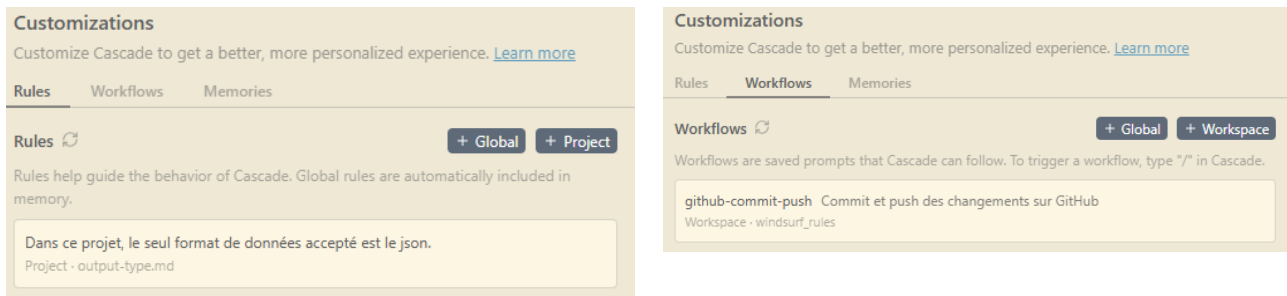 Customizations
Customize Cascade to get a better, more personalized experience. Learn more
Rules Workflows Memories
Rules + Global + Project
Rules help guide the behavior of Cascade. Global rules are automatically included in
memory.
Dans ce projet, le seul format de données accepté est le json.
Project · output-type.md
Customizations
Customize Cascade to get a better, more personalized experience. Learn more
Rules Workflows Memories
Workflows + Global + Workspace
Workflows are saved prompts that Cascade can follow. To trigger a workflow, type "/" in Cascade.
github-commit-push Commit et push des changements sur GitHub
Workspace · windsurf_rules